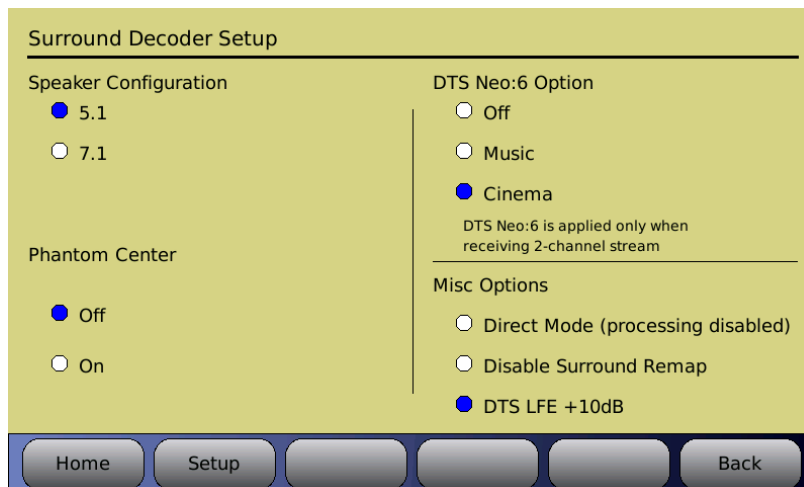 Surround Decoder Setup
Speaker Configuration
5.1
7.1
Phantom Center
Off
On
DTS Neo:6 Option
Off
Music
Cinema
DTS Neo:6 is applied only when
receiving 2-channel stream
Misc Options
Direct Mode (processing disabled)
Disable Surround Remap
DTS LFE +10dB
Home
Setup
Back